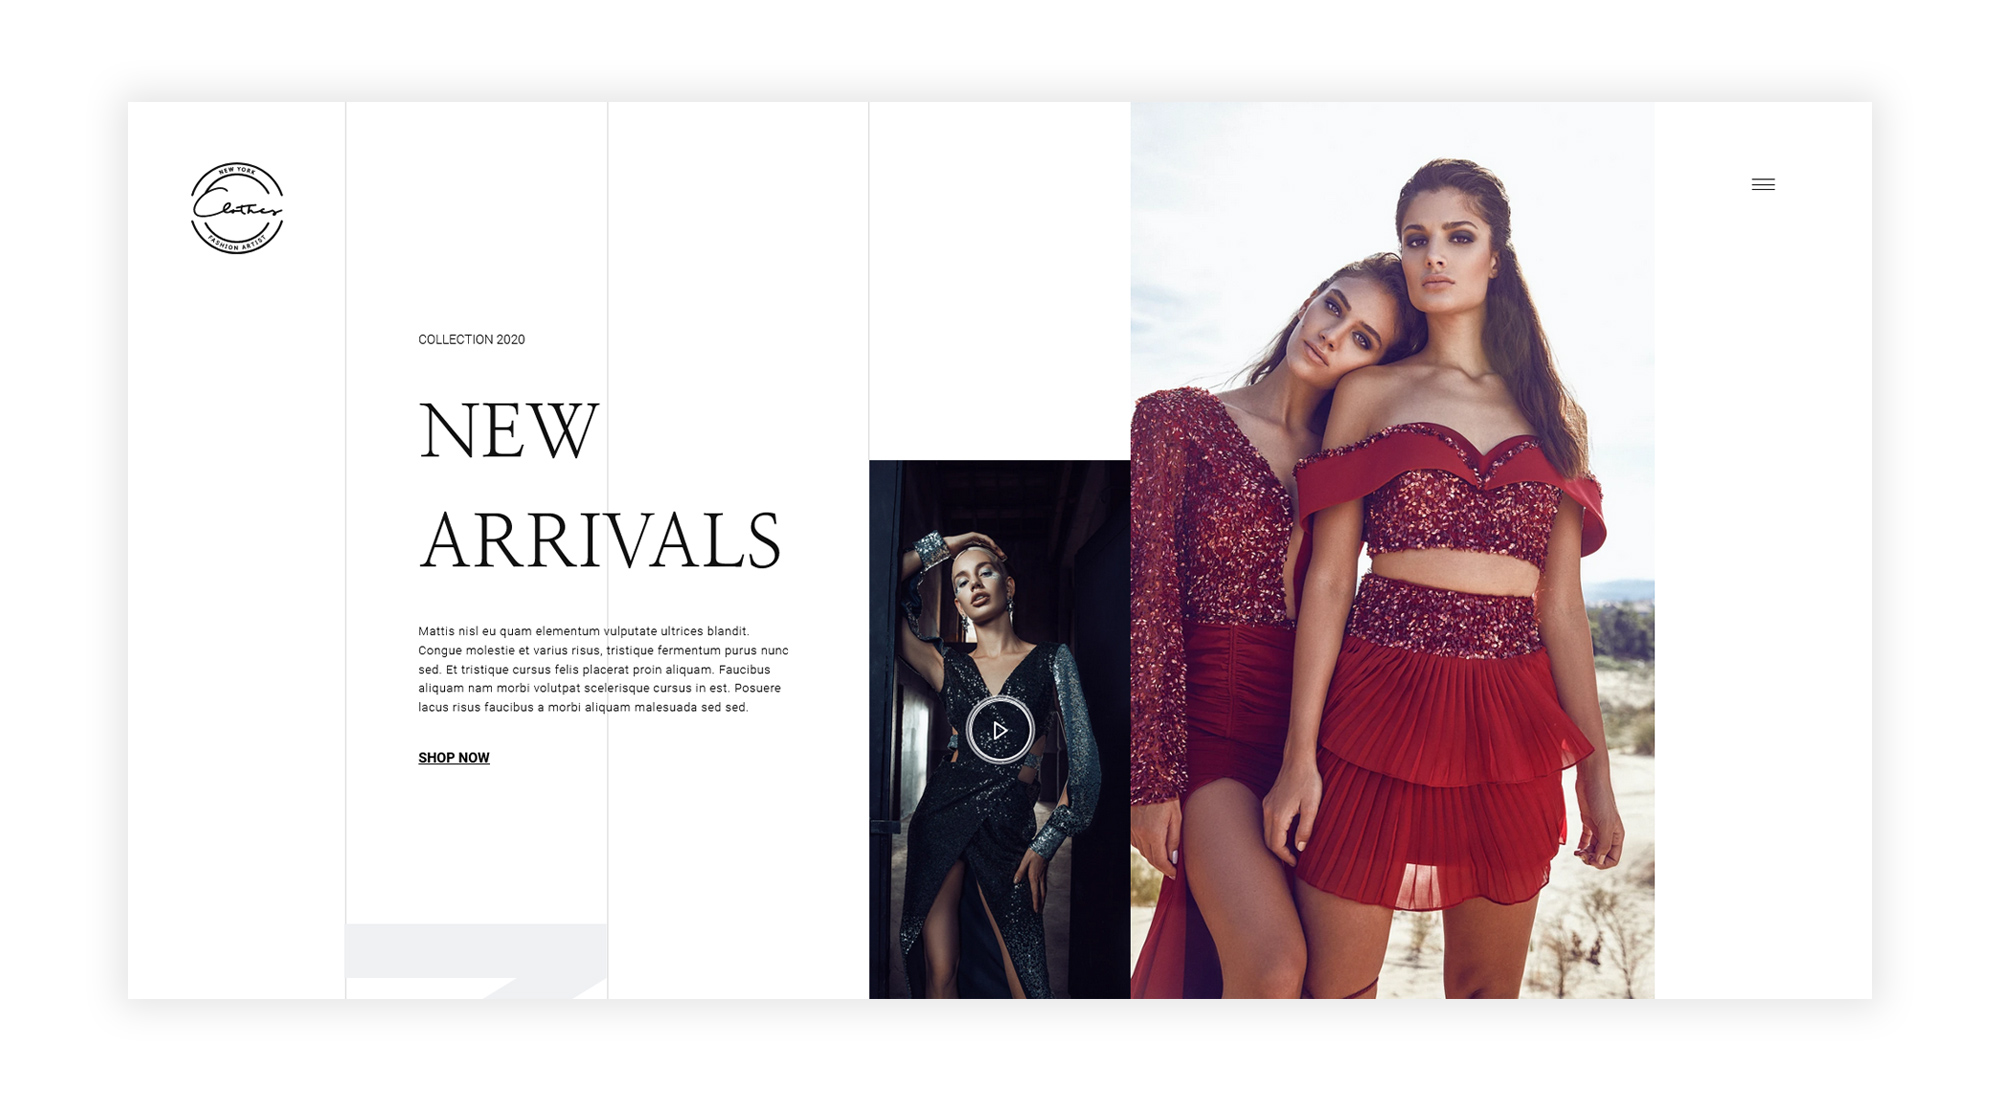 NEW YORK
Clothes
FASHION ARTIST
COLLECTION 2020
NEW
ARRIVALS
Mattis nisl eu quam elementum vulputate ultrices blandit.
Congue molestie et varius risus, tristique fermentum purus nunc
sed. Et tristique cursus felis placerat proin aliquam. Faucibus
aliquam nam morbi volutpat scelerisque cursus in est. Posuere
lacus risus faucibus a morbi aliquam malesuada sed sed.
SHOP NOW